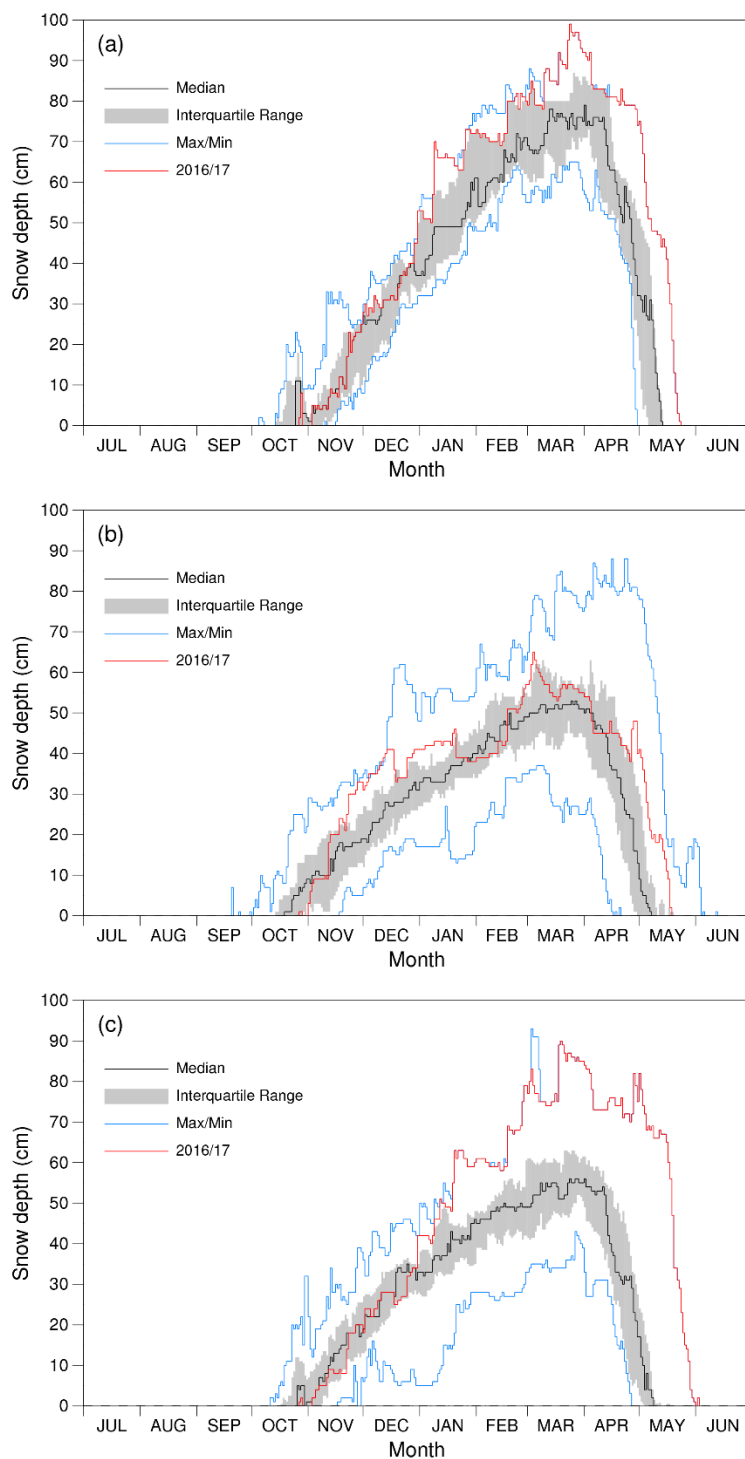 100
(a)
90
Median
80
Interquartile Range
70
Max/Min
60
2016/17
50
40
30
20
10
0
Snow depth (cm)
JUL AUG SEP OCT NOV DEC JAN FEB MAR APR MAY JUN
Month
100
(b)
90
Median
80
Interquartile Range
70
Max/Min
60
2016/17
50
40
30
20
10
0
Snow depth (cm)
JUL AUG SEP OCT NOV DEC JAN FEB MAR APR MAY JUN
Month
100
(c)
90
Median
80
Interquartile Range
70
Max/Min
60
2016/17
50
40
30
20
10
0
Snow depth (cm)
JUL AUG SEP OCT NOV DEC JAN FEB MAR APR MAY JUN
Month